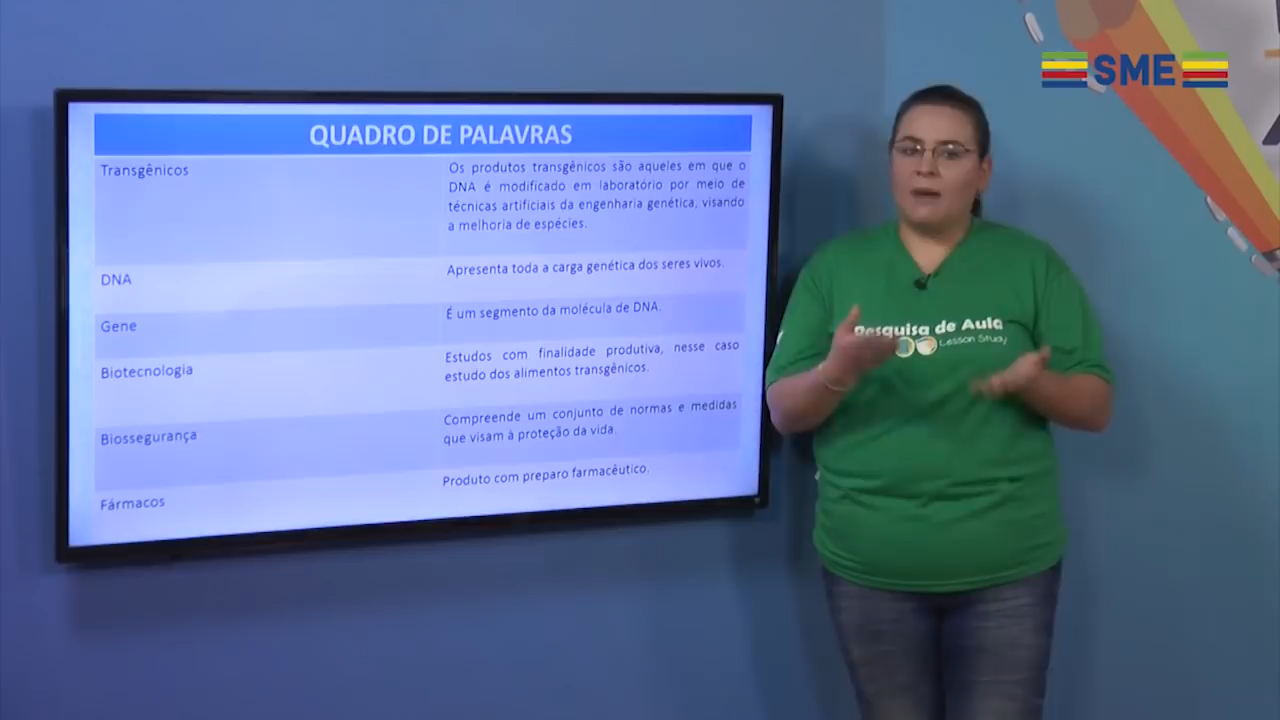 SME
QUADRO DE PALAVRAS
Transgênicos
Os produtos transgênicos são aqueles em que o
DNA é modificado em laboratório por meio de
técnicas artificiais da engenharia genética, visando
a melhoria de espécies.
DNA
Apresenta toda a carga genética dos seres vivos.
Gene
É um segmento da molécula de DNA.
Biotecnologia
Estudos com finalidade produtiva, nesse caso
estudo dos alimentos transgênicos.
Biossegurança
Compreende um conjunto de normas e medidas
que visam à proteção da vida.
Fármacos
Produto com preparo farmacêutico.
Pesquisa de Aula
Lesson Study